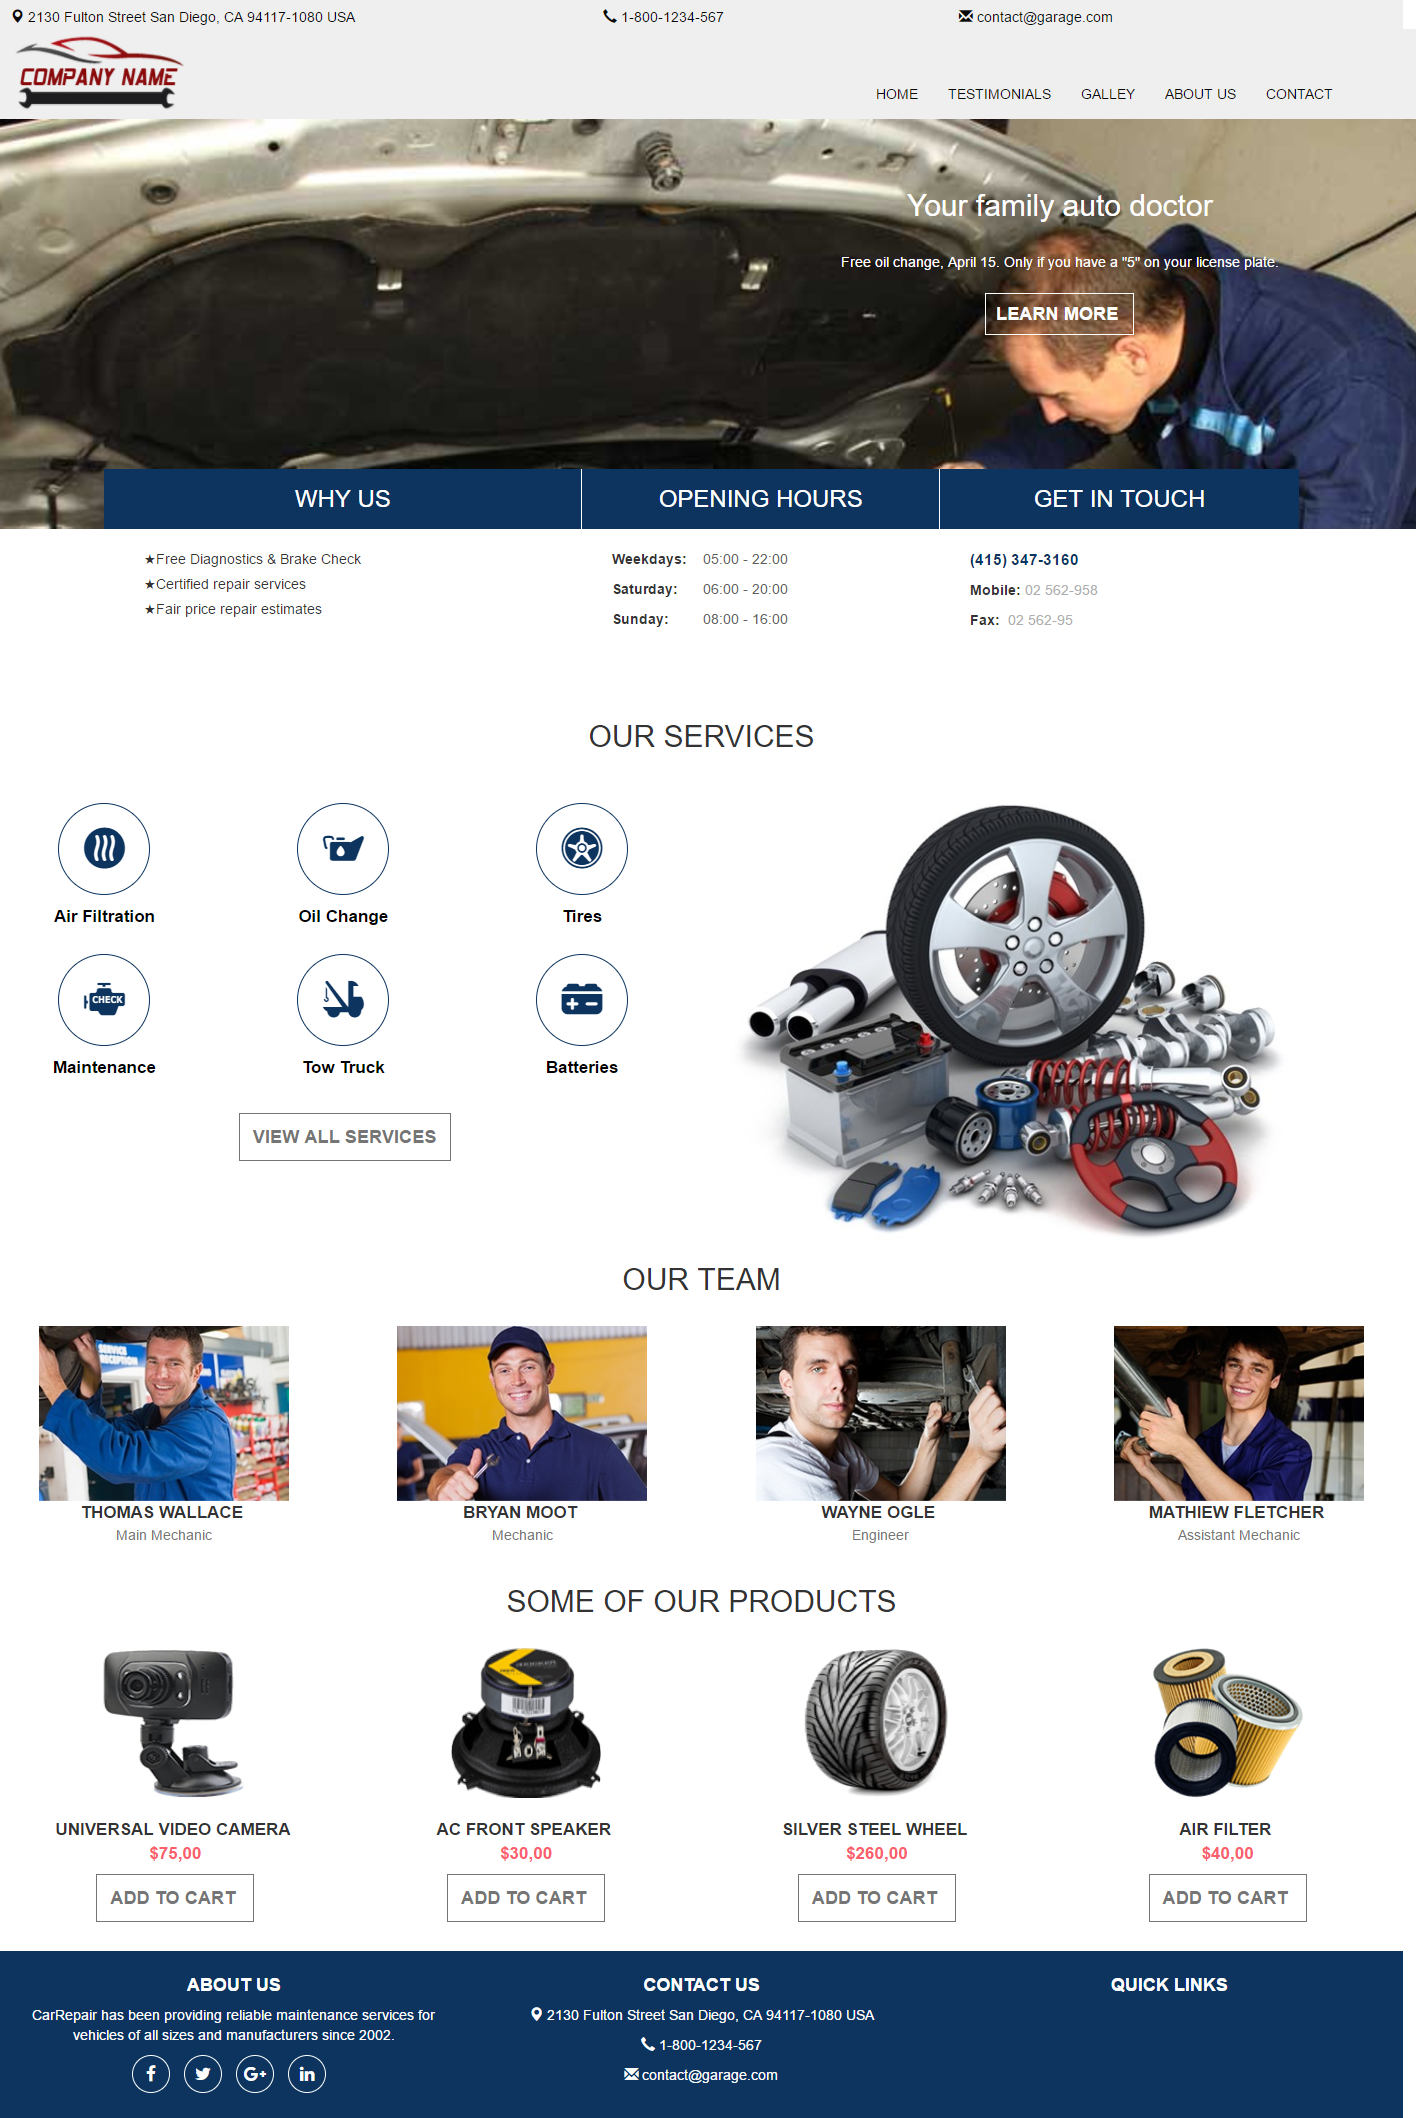 2130 Fulton Street San Diego, CA 94117-1080 USA
1-800-1234-567
contact@garage.com
COMPANY NAME
HOME
TESTIMONIALS
GALLEY
ABOUT US
CONTACT
Your family auto doctor
Free oil change, April 15. Only if you have a "5" on your license plate.
LEARN MORE
WHY US
OPENING HOURS
GET IN TOUCH
★Free Diagnostics & Brake Check
★Certified repair services
★Fair price repair estimates
Weekdays: 05:00 - 22:00
Saturday: 06:00 - 20:00
Sunday: 08:00 - 16:00
(415) 347-3160
Mobile: 02 562-958
Fax: 02 562-95
OUR SERVICES
Air Filtration
Oil Change
Tires
CHECK
Maintenance
Tow Truck
Batteries
VIEW ALL SERVICES
OUR TEAM
SERVICE
RECEPTION
THOMAS WALLACE
Main Mechanic
BRYAN MOOT
Mechanic
WAYNE OGLE
Engineer
MATHIEW FLETCHER
Assistant Mechanic
SOME OF OUR PRODUCTS
UNIVERSAL VIDEO CAMERA
$75,00
ADD TO CART
AC FRONT SPEAKER
$30,00
ADD TO CART
SILVER STEEL WHEEL
$260,00
ADD TO CART
AIR FILTER
$40,00
ADD TO CART
ABOUT US
CarRepair has been providing reliable maintenance services for
vehicles of all sizes and manufacturers since 2002.
CONTACT US
2130 Fulton Street San Diego, CA 94117-1080 USA
1-800-1234-567
contact@garage.com
QUICK LINKS